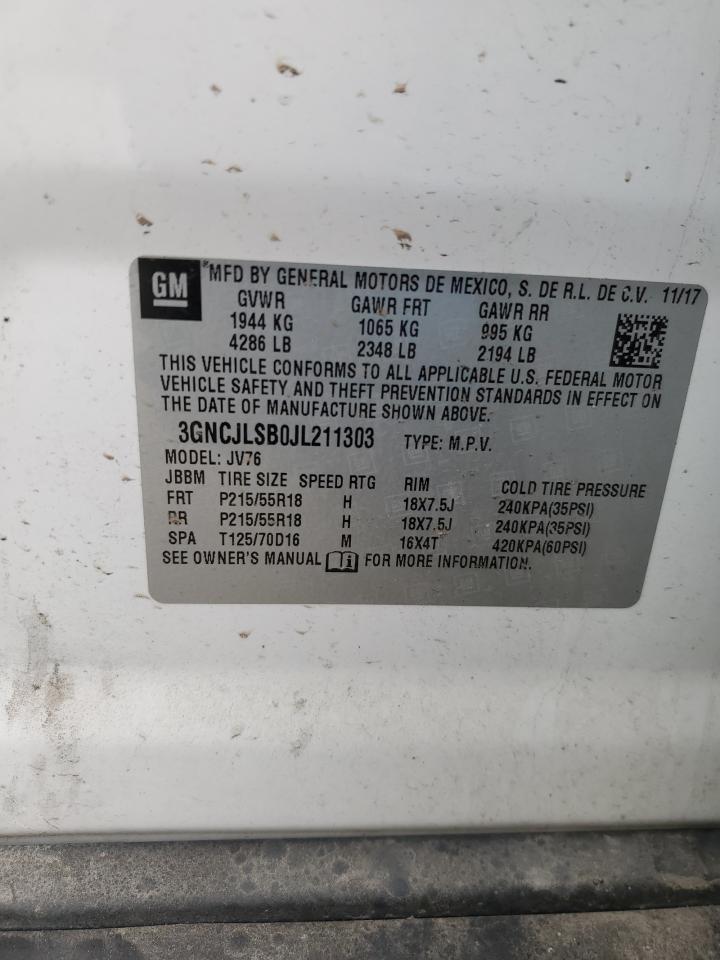 GM *MFD BY GENERAL MOTORS DE MEXICO, S. DE R.L. DE C.V. 11/17
GVWR GAWR FRT GAWR RR
1944 KG 1065 KG 995 KG
4286 LB 2348 LB 2194 LB
THIS VEHICLE CONFORMS TO ALL APPLICABLE U.S. FEDERAL MOTOR
VEHICLE SAFETY AND THEFT PREVENTION STANDARDS IN EFFECT ON
THE DATE OF MANUFACTURE SHOWN ABOVE.
3GNCJLSB0JL211303 TYPE: M.P.V.
MODEL: JV76
JBBM TIRE SIZE SPEED RTG RIM COLD TIRE PRESSURE
FRT P215/55R18 H 18X7.5J 240KPA(35PSI)
RR P215/55R18 H 18X7.5J 240KPA(35PSI)
SPA T125/70D16 M 16X4T 420KPA(60PSI)
SEE OWNER'S MANUAL i FOR MORE INFORMATION.